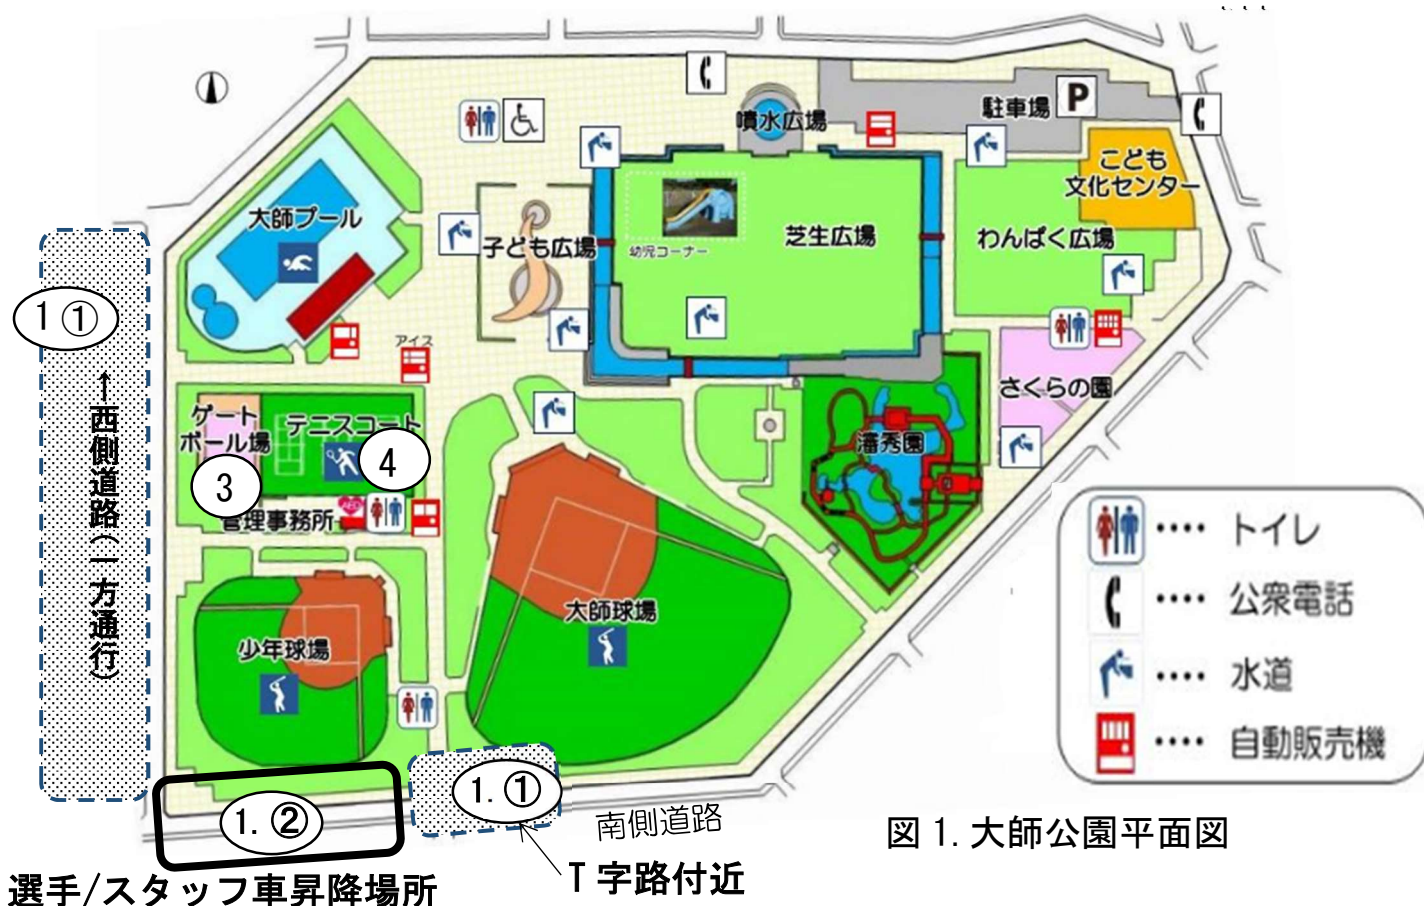 噴水広場
駐車場
P
こども
文化センター
大師プール
子ども広場
幼児コーナー
芝生広場
わんぱく広場
1 ①
アイス
↑西側道路(一方通行)
ゲート
ボール場
テニスコート
さくらの園
瀋秀園
3
4
管理事務所
AED
大師球場
少年球場
トイレ
公衆電話
水道
自動販売機
1. ①
1. ②
南側道路
図 1. 大師公園平面図
T 字路付近
選手/スタッフ車昇降場所